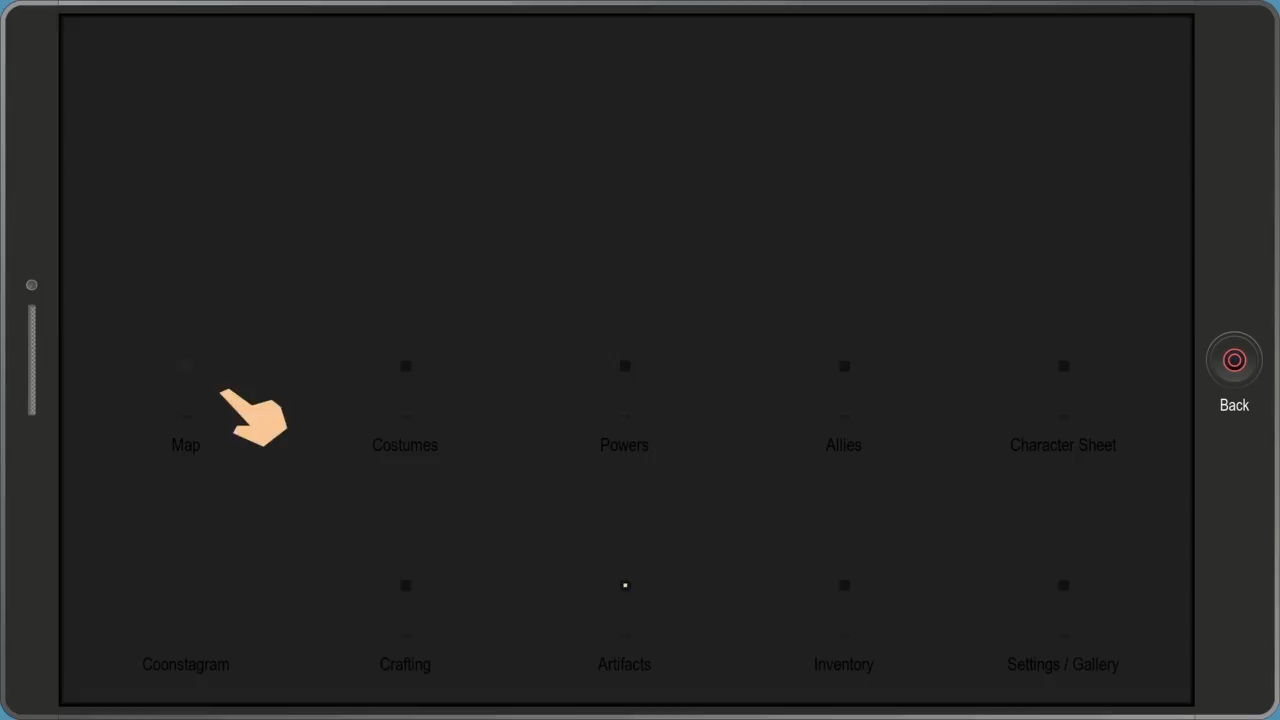 Back
Map
Costumes
Powers
Allies
Character Sheet
Coonstagram
Crafting
Artifacts
Inventory
Settings / Gallery